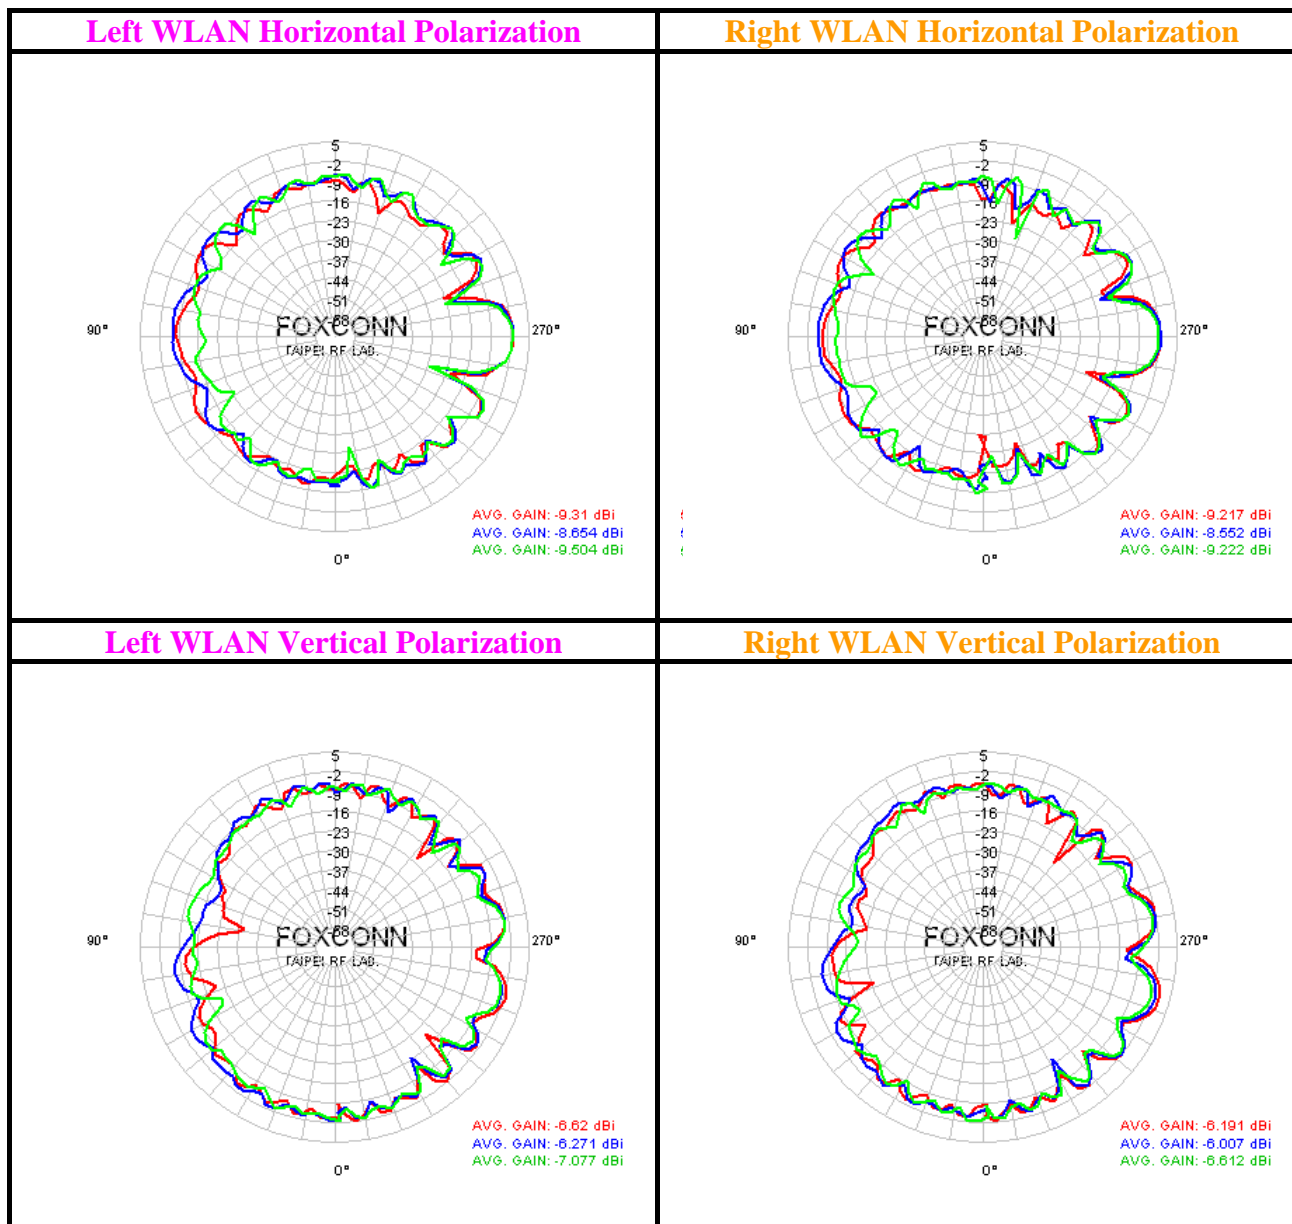 Left WLAN Horizontal Polarization
Right WLAN Horizontal Polarization
5
-2
-9
-16
-23
-30
-37
-44
-51
-58
FOXCONN
TAIPEI RF LAB.
90°
270°
0°
AVG. GAIN: -9.31 dBi
AVG. GAIN: -8.654 dBi
AVG. GAIN: -9.504 dBi
5
-2
-9
-16
-23
-30
-37
-44
-51
-58
FOXCONN
TAIPEI RF LAB.
90°
270°
0°
AVG. GAIN: -9.217 dBi
AVG. GAIN: -8.552 dBi
AVG. GAIN: -9.222 dBi
Left WLAN Vertical Polarization
Right WLAN Vertical Polarization
5
-2
-9
-16
-23
-30
-37
-44
-51
-58
FOXCONN
TAIPEI RF LAB.
90°
270°
0°
AVG. GAIN: -6.62 dBi
AVG. GAIN: -6.271 dBi
AVG. GAIN: -7.077 dBi
5
-2
-9
-16
-23
-30
-37
-44
-51
-58
FOXCONN
TAIPEI RF LAB.
90°
270°
0°
AVG. GAIN: -6.191 dBi
AVG. GAIN: -6.007 dBi
AVG. GAIN: -6.612 dBi